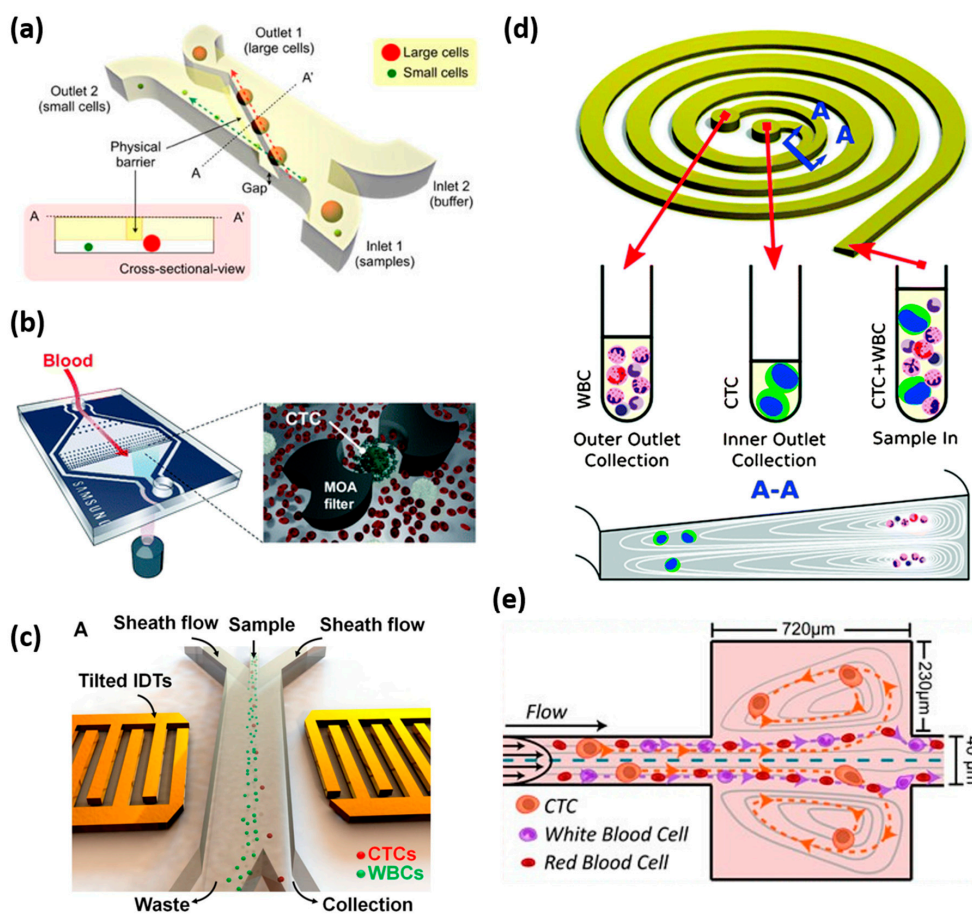 (a)
Outlet 1
(large cells)
Large cells
Small cells
A'
Outlet 2
(small cells)
Physical
barrier
A
Gap
Inlet 2
(buffer)
A
A'
Inlet 1
(samples)
Cross-sectional-view
(b)
Blood
SAMSUNG
CTC
MOA
filter
(c)
A
Sheath flow
Sample
Sheath flow
Tilted IDTs
CTCs
WBCs
Waste
Collection
(d)
A
A
WBC
CTC
CTC+WBC
Outer Outlet
Collection
Inner Outlet
Collection
Sample In
A-A
(e)
720µm
230µm
Flow
CTC
White Blood Cell
Red Blood Cell